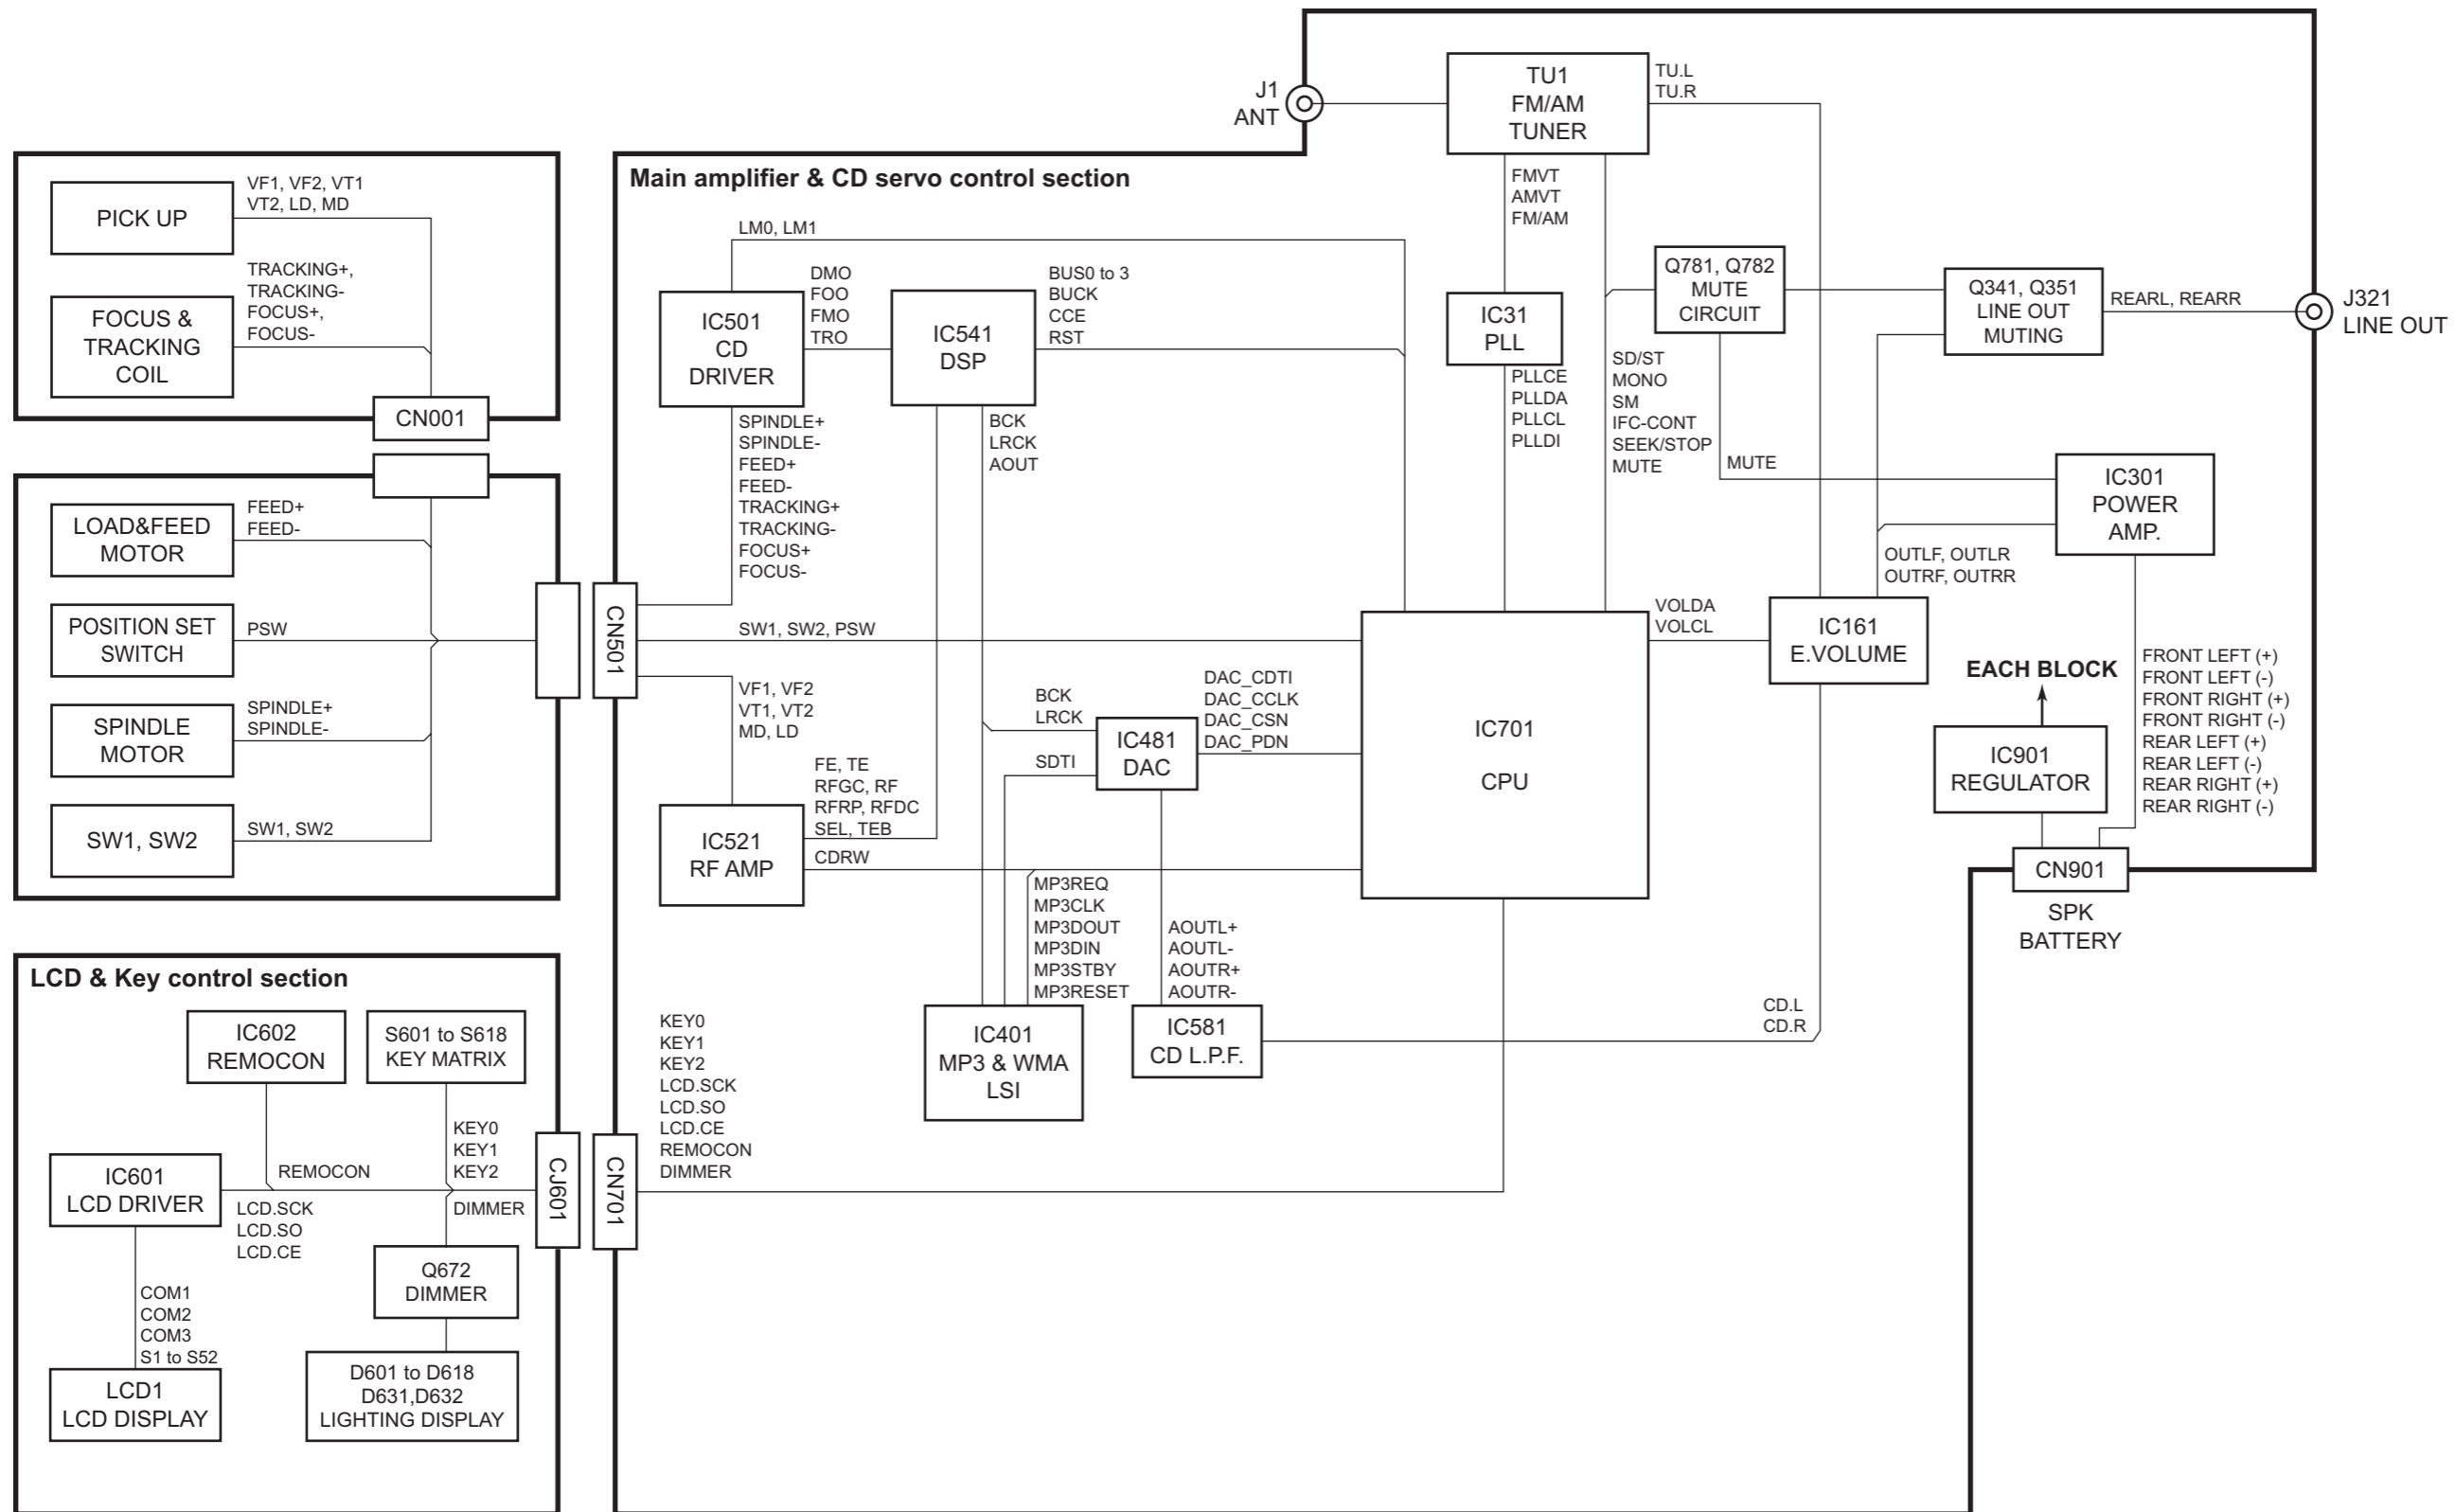 J1
ANT
TU1
FM/AM
TUNER
TU.L
TU.R
PICK UP
VF1, VF2, VT1
VT2, LD, MD
FOCUS &
TRACKING
COIL
TRACKING+,
TRACKING-
FOCUS+,
FOCUS-
CN001
LOAD&FEED
MOTOR
FEED+
FEED-
POSITION SET
SWITCH
PSW
SPINDLE
MOTOR
SPINDLE+
SPINDLE-
SW1, SW2
SW1, SW2
LCD & Key control section
IC602
REMOCON
S601 to S618
KEY MATRIX
KEY0
KEY1
KEY2
REMOCON
IC601
LCD DRIVER
LCD.SCK
LCD.SO
LCD.CE
DIMMER
CJ601
Q672
DIMMER
COM1
COM2
COM3
S1 to S52
LCD1
LCD DISPLAY
D601 to D618
D631,D632
LIGHTING DISPLAY
Main amplifier & CD servo control section
LM0, LM1
IC501
CD
DRIVER
DMO
FOO
FMO
TRO
IC541
DSP
BUS0 to 3
BUCK
CCE
RST
SPINDLE+
SPINDLE-
FEED+
FEED-
TRACKING+
TRACKING-
FOCUS+
FOCUS-
BCK
LRCK
AOUT
CN501
SW1, SW2, PSW
VF1, VF2
VT1, VT2
MD, LD
IC521
RF AMP
FE, TE
RFGC, RF
RFRP, RFDC
SEL, TEB
CDRW
BCK
LRCK
SDTI
IC481
DAC
DAC_CDTI
DAC_CCLK
DAC_CSN
DAC_PDN
MP3REQ
MP3CLK
MP3DOUT
MP3DIN
MP3STBY
MP3RESET
AOUTL+
AOUTL-
AOUTR+
AOUTR-
IC401
MP3 & WMA
LSI
IC581
CD L.P.F.
CD.L
CD.R
KEY0
KEY1
KEY2
LCD.SCK
LCD.SO
LCD.CE
REMOCON
DIMMER
CN701
FMVT
AMVT
FM/AM
IC31
PLL
PLLCE
PLLDA
PLLCL
PLLDI
SD/ST
MONO
SM
IFC-CONT
SEEK/STOP
MUTE
Q781, Q782
MUTE
CIRCUIT
MUTE
Q341, Q351
LINE OUT
MUTING
REARL, REARR
J321
LINE OUT
IC301
POWER
AMP.
OUTLF, OUTLR
OUTRF, OUTRR
IC701
CPU
VOLDA
VOLCL
IC161
E.VOLUME
EACH BLOCK
IC901
REGULATOR
FRONT LEFT (+)
FRONT LEFT (-)
FRONT RIGHT (+)
FRONT RIGHT (-)
REAR LEFT (+)
REAR LEFT (-)
REAR RIGHT (+)
REAR RIGHT (-)
CN901
SPK
BATTERY